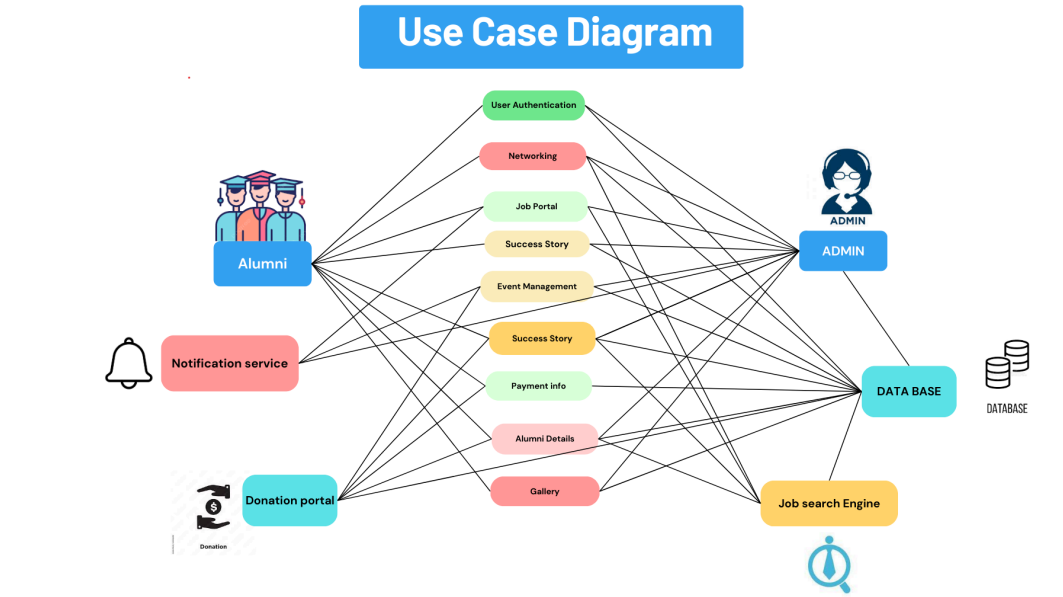 Use Case Diagram
User Authentication
Networking
Job Portal
Success Story
Event Management
Success Story
Payment info
Alumni Details
Gallery
Alumni
Notification service
Donation portal
$
Donation
ADMIN
ADMIN
DATA BASE
DATABASE
Job search Engine